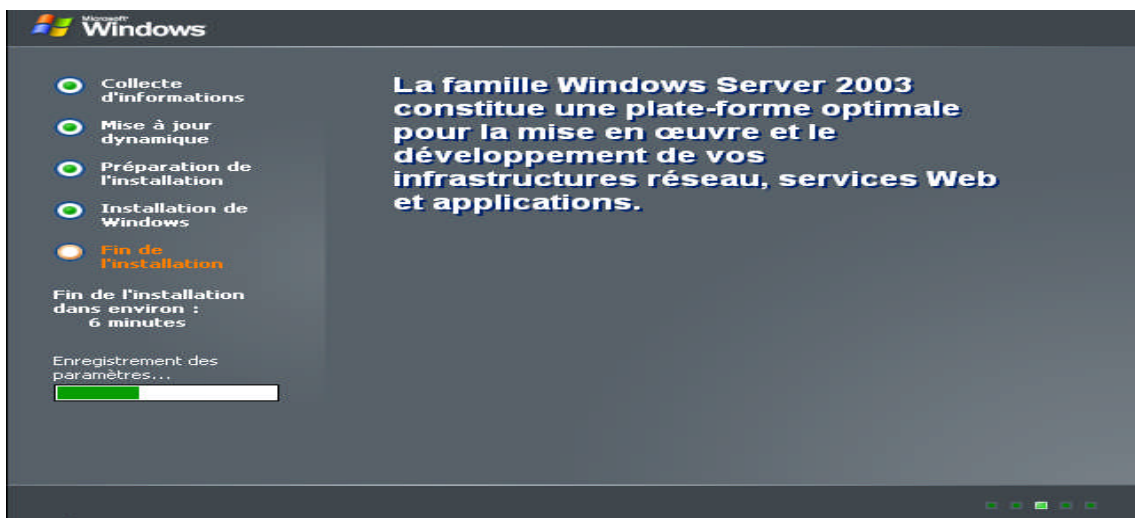 Microsoft
Windows
Collecte
d'informations
Mise à jour
dynamique
Préparation de
l'installation
Installation de
Windows
Fin de
l'installation
Fin de l'installation
dans environ :
6 minutes
Enregistrement des
paramètres...
La famille Windows Server 2003
constitue une plate-forme optimale
pour la mise en œuvre et le
développement de vos
infrastructures réseau, services Web
et applications.